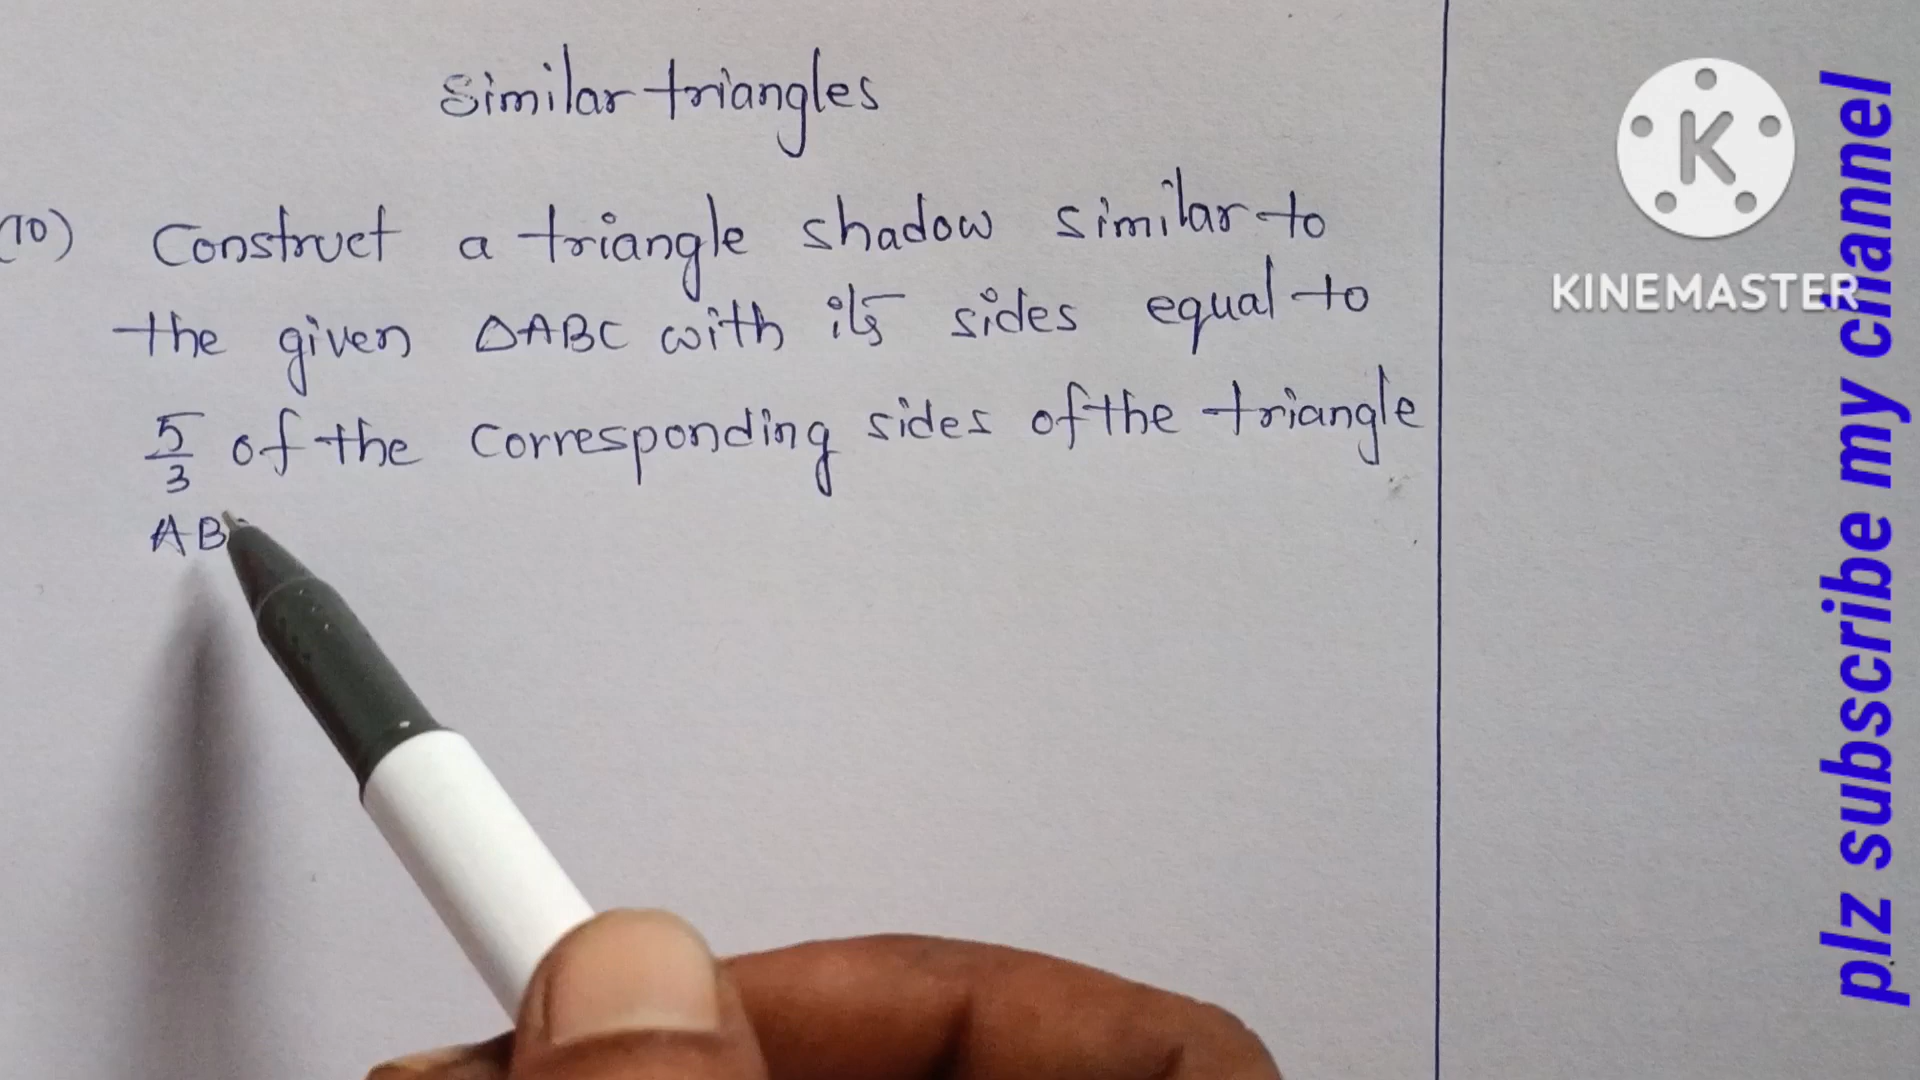 Similar triangles
(10) Construct a triangle shadow similar to
the given △ABC with its sides equal to
5/3 of the corresponding sides of the triangle
AB
KINEMASTER
plz subscribe my channel